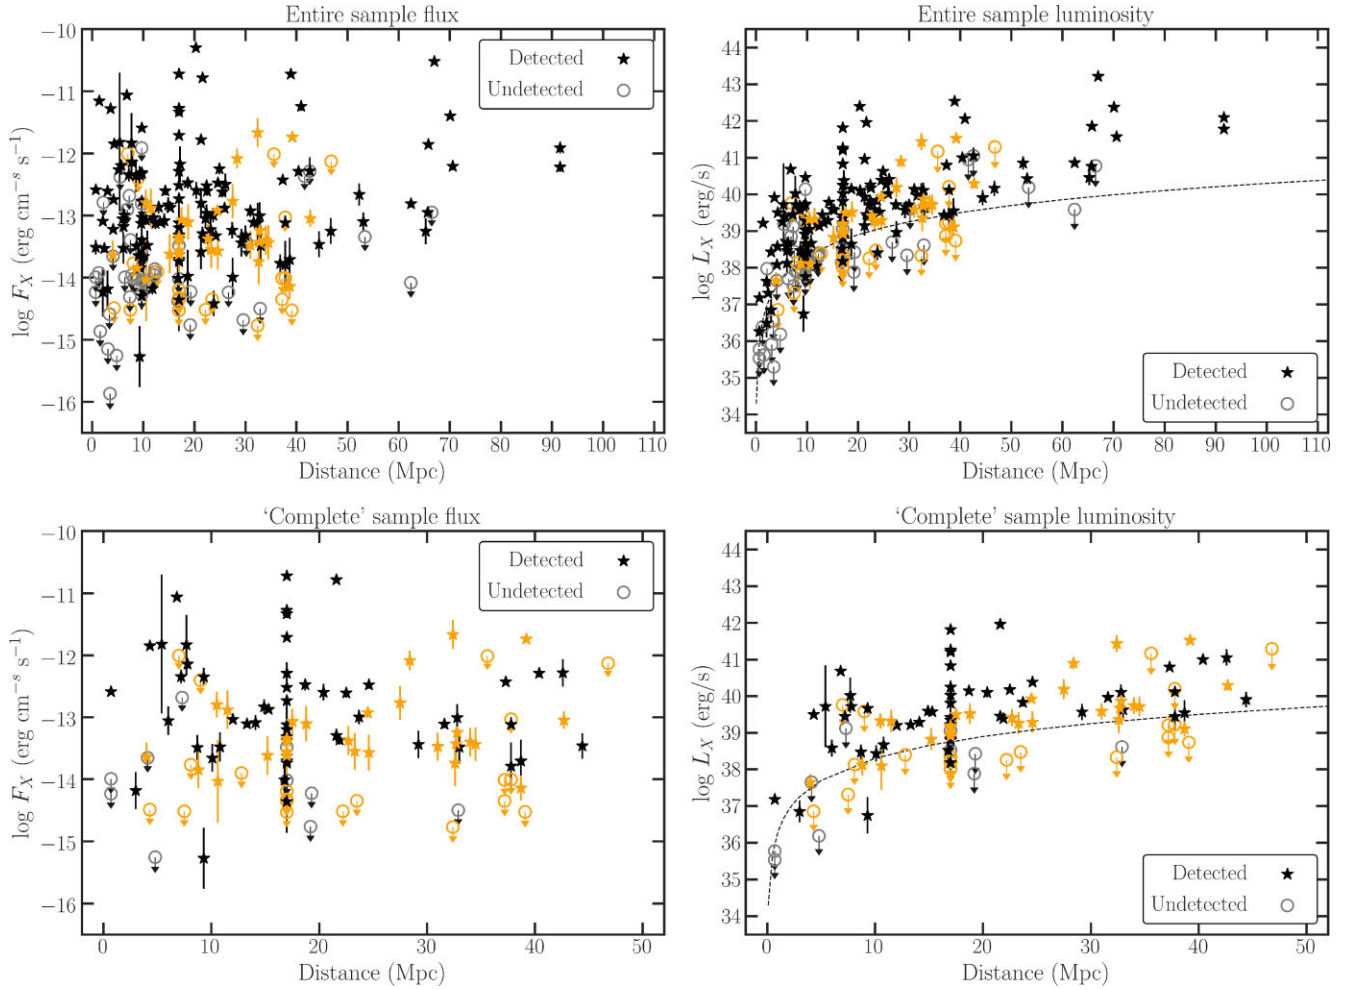 Entire sample flux
−10
−11
−12
−13
−14
−15
−16
log F_X (erg cm⁻ˢ s⁻¹)
Detected
Undetected
0 10 20 30 40 50 60 70 80 90 100 110
Distance (Mpc)
Entire sample luminosity
44
43
42
41
40
39
38
37
36
35
34
log L_X (erg/s)
Detected
Undetected
0 10 20 30 40 50 60 70 80 90 100 110
Distance (Mpc)
‘Complete’ sample flux
−10
−11
−12
−13
−14
−15
−16
log F_X (erg cm⁻ˢ s⁻¹)
Detected
Undetected
0 10 20 30 40 50
Distance (Mpc)
‘Complete’ sample luminosity
44
43
42
41
40
39
38
37
36
35
34
log L_X (erg/s)
Detected
Undetected
0 10 20 30 40 50
Distance (Mpc)